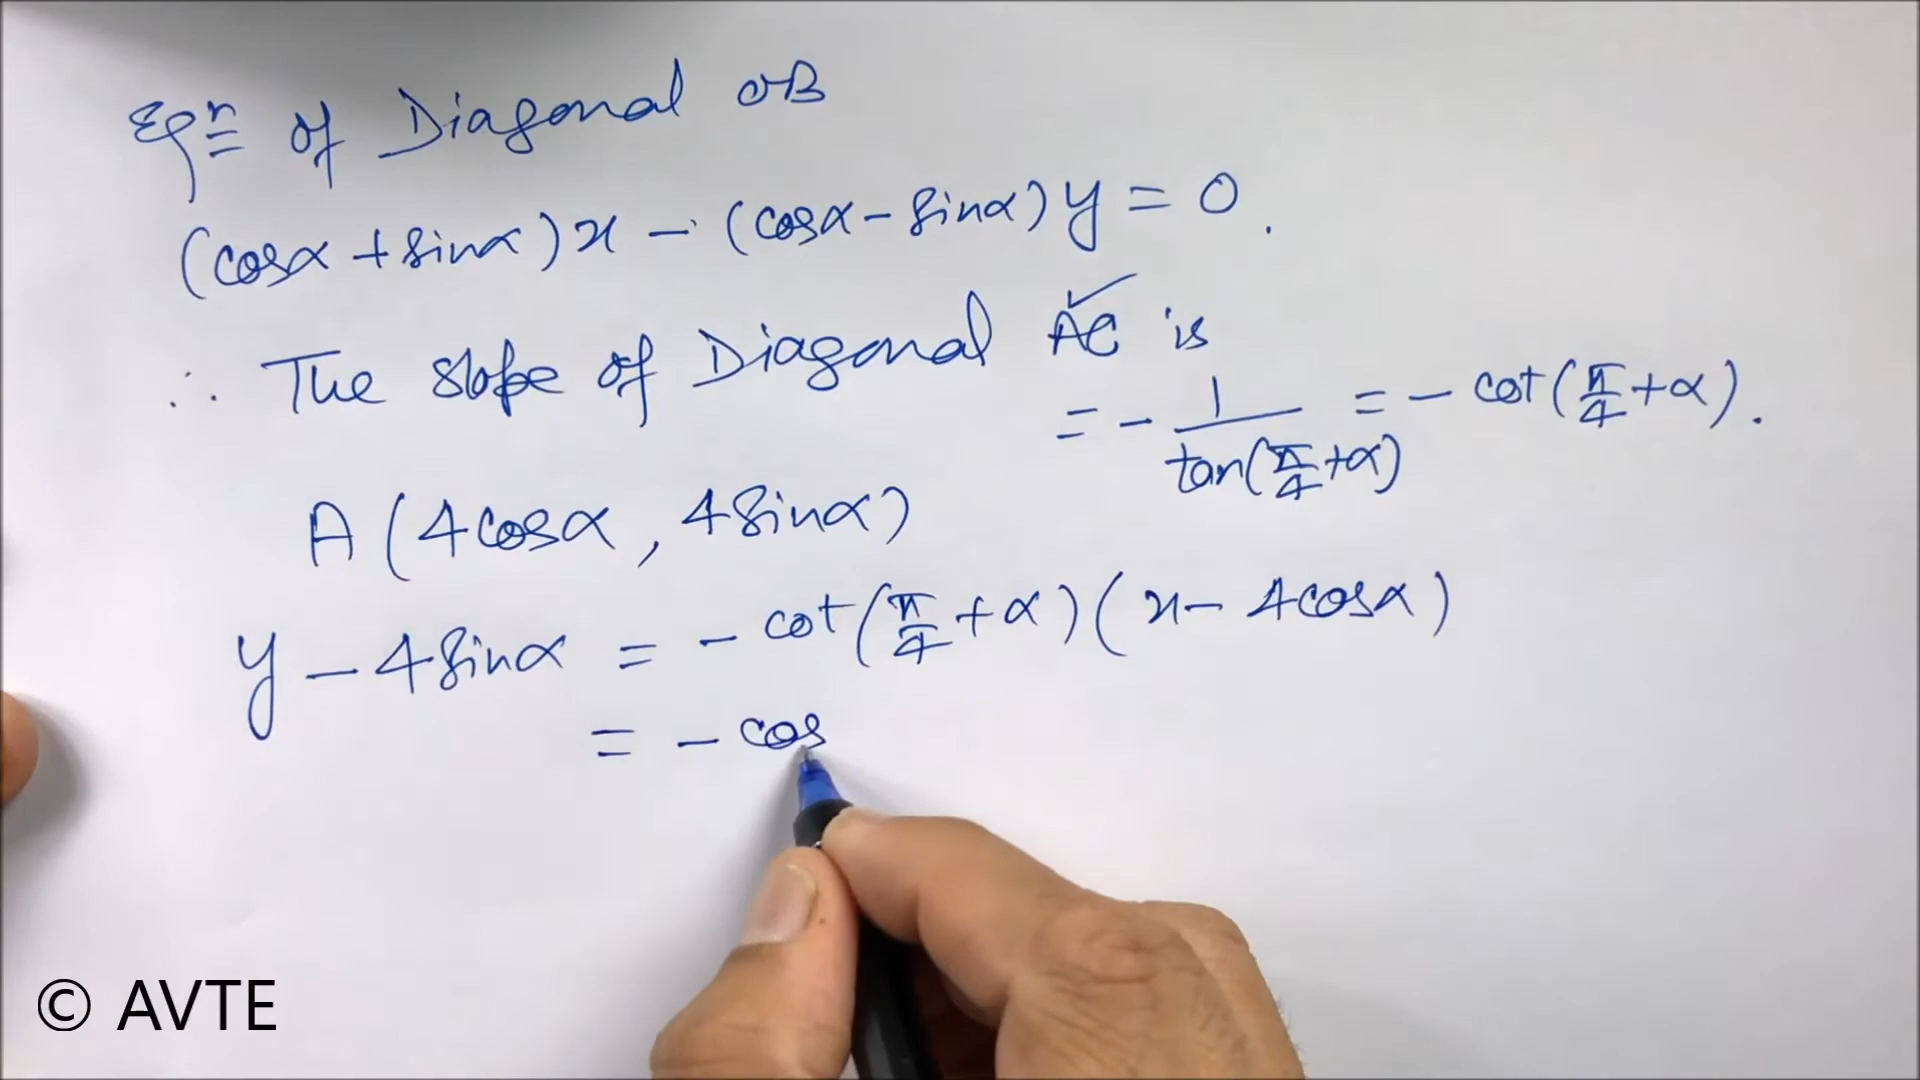 Eqn of Diagonal OB
(cosα + sinα)x - (cosα - sinα)y = 0.
∴ The slope of Diagonal AC is
= - 1/tan(π/4+α) = - cot(π/4+α).
A(4cosα, 4sinα)
y - 4sinα = - cot(π/4+α)(x - 4cosα)
= - cos
© AVTE